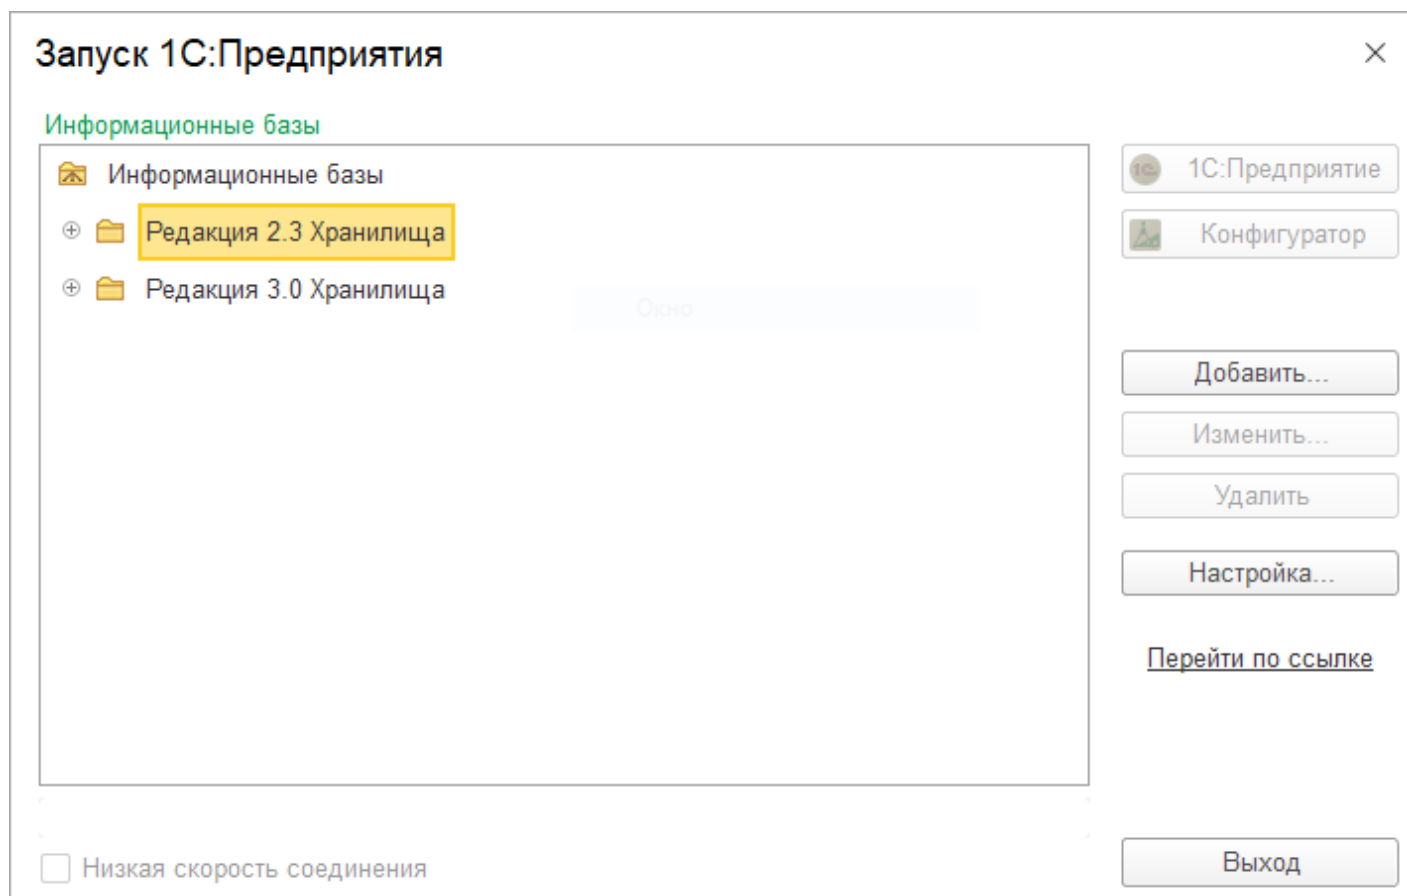 Запуск 1С:Предприятия
Информационные базы
Информационные базы
Редакция 2.3 Хранилища
Редакция 3.0 Хранилища
Окно
1С:Предприятие
Конфигуратор
Добавить...
Изменить...
Удалить
Настройка...
Перейти по ссылке
Низкая скорость соединения
Выход